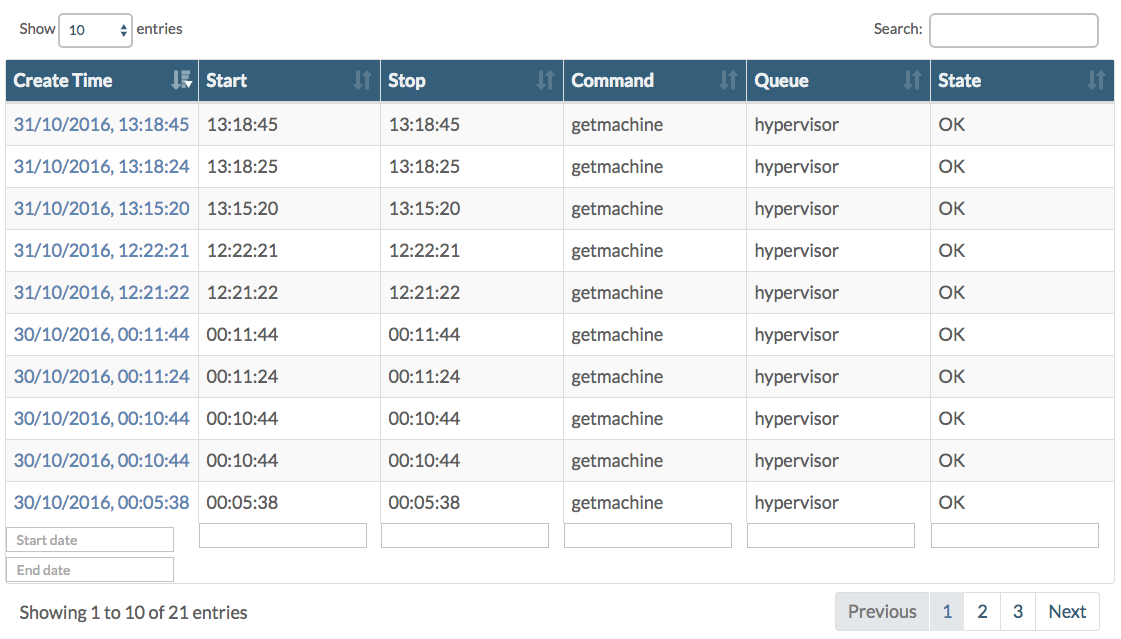 Show 10 entries Search:
Create Time Start Stop Command Queue State
31/10/2016, 13:18:45 13:18:45 13:18:45 getmachine hypervisor OK
31/10/2016, 13:18:24 13:18:25 13:18:25 getmachine hypervisor OK
31/10/2016, 13:15:20 13:15:20 13:15:20 getmachine hypervisor OK
31/10/2016, 12:22:21 12:22:21 12:22:21 getmachine hypervisor OK
31/10/2016, 12:21:22 12:21:22 12:21:22 getmachine hypervisor OK
30/10/2016, 00:11:44 00:11:44 00:11:44 getmachine hypervisor OK
30/10/2016, 00:11:24 00:11:24 00:11:24 getmachine hypervisor OK
30/10/2016, 00:10:44 00:10:44 00:10:44 getmachine hypervisor OK
30/10/2016, 00:10:44 00:10:44 00:10:44 getmachine hypervisor OK
30/10/2016, 00:05:38 00:05:38 00:05:38 getmachine hypervisor OK
Start date
End date
Showing 1 to 10 of 21 entries Previous 1 2 3 Next